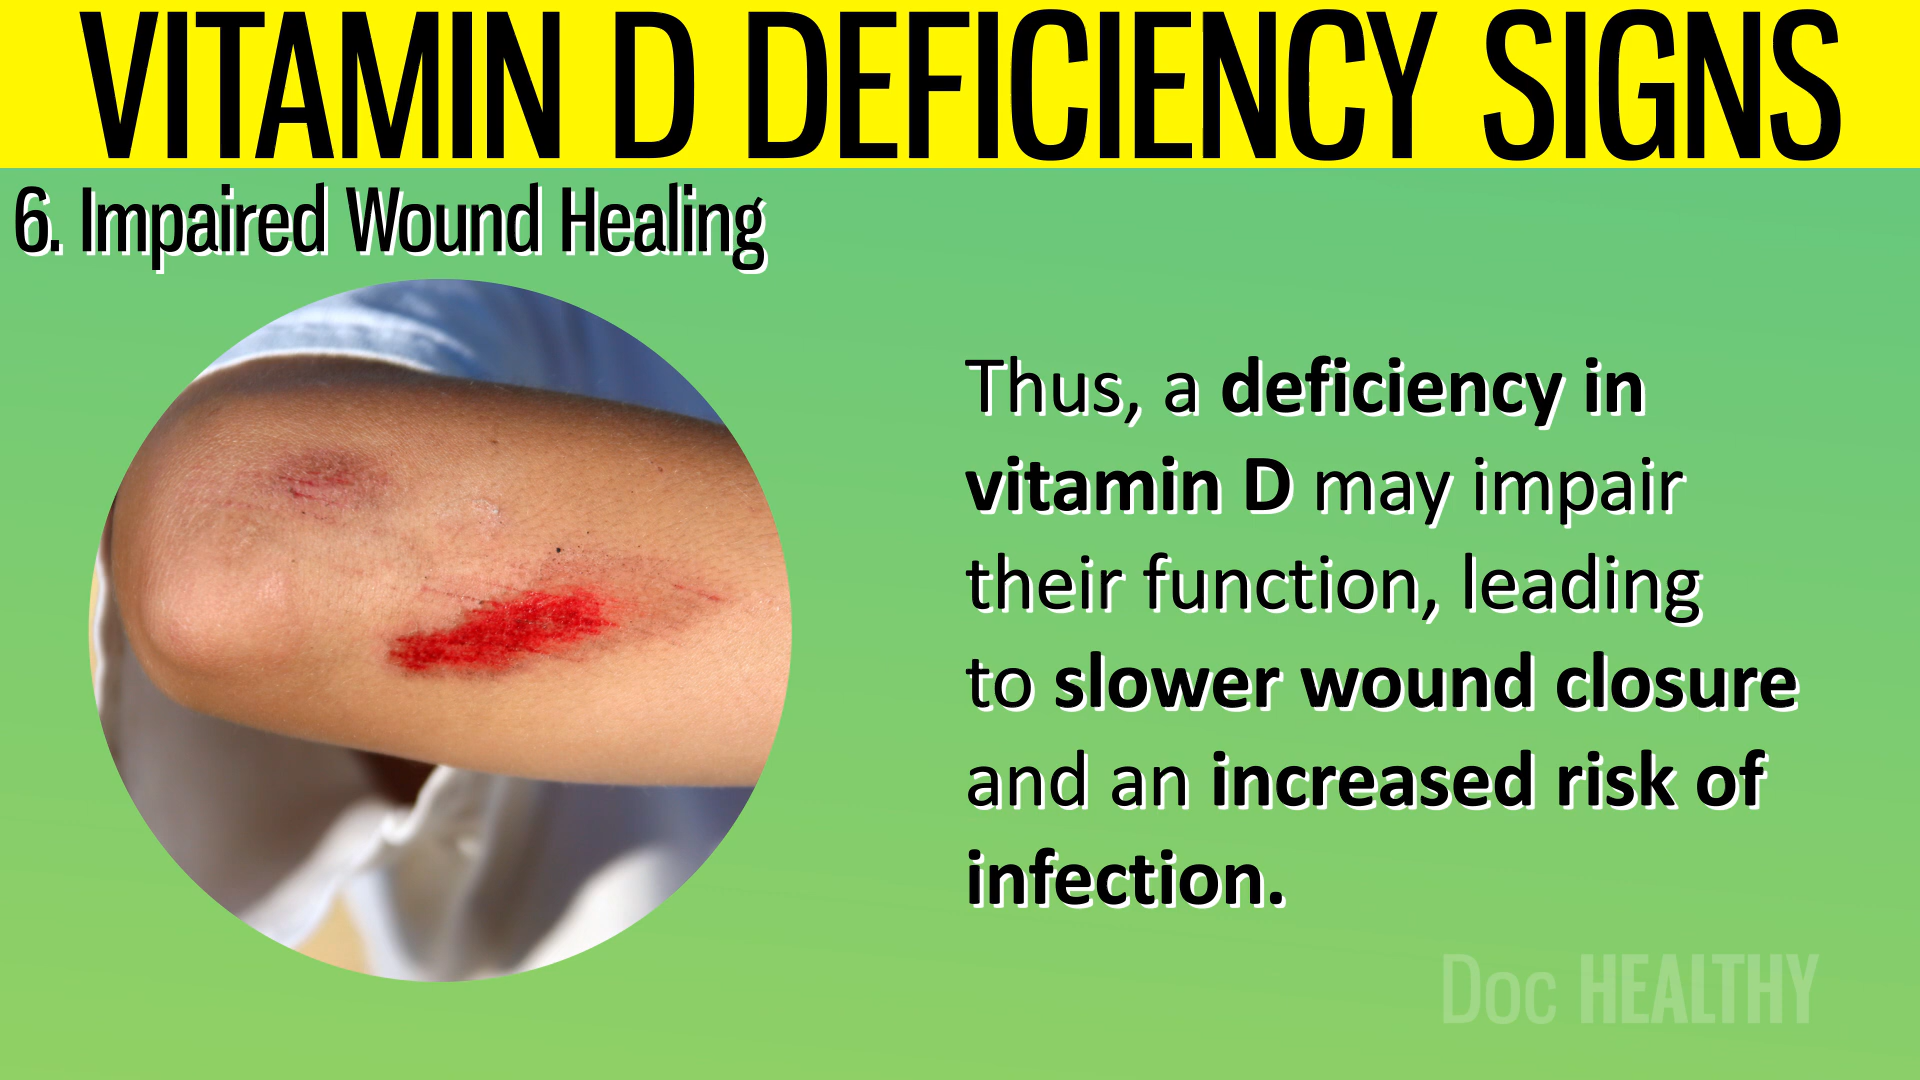 VITAMIN D DEFICIENCY SIGNS
6. Impaired Wound Healing
Thus, a deficiency in
vitamin D may impair
their function, leading
to slower wound closure
and an increased risk of
infection.
Doc HEALTHY